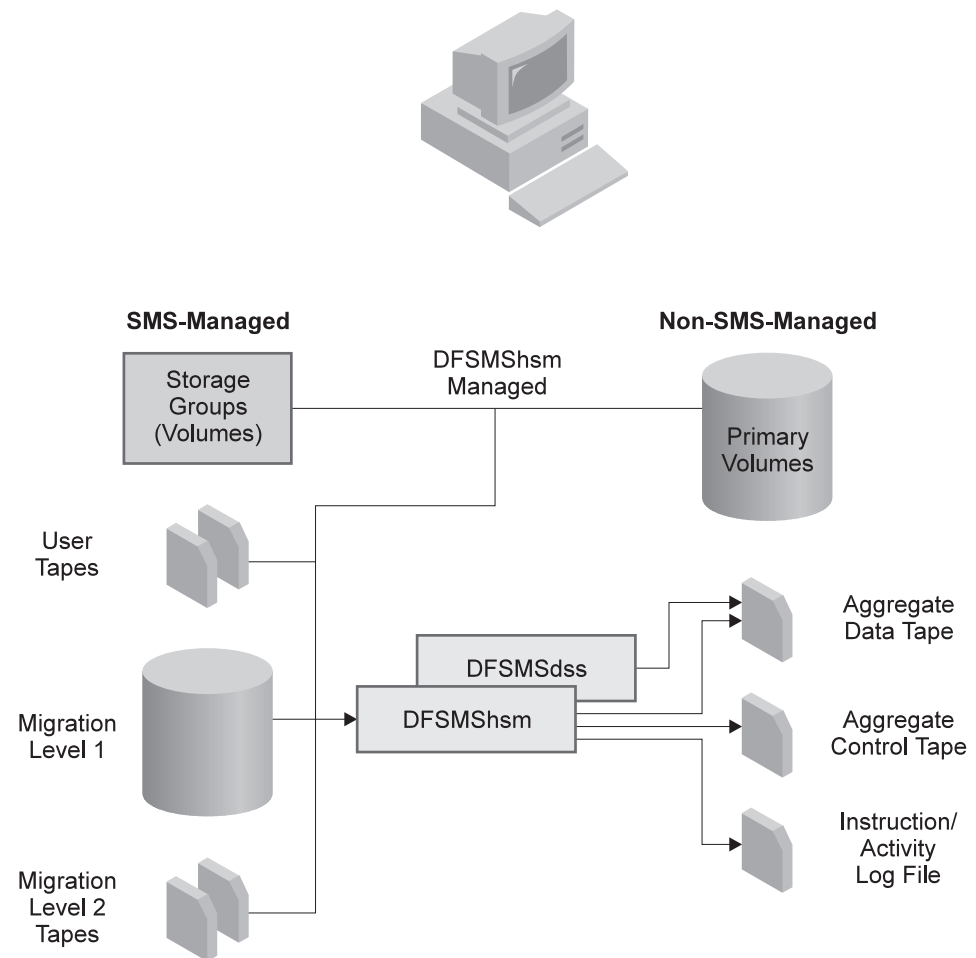 SMS-Managed
Non-SMS-Managed
Storage
Groups
(Volumes)
DFSMShsm
Managed
Primary
Volumes
User
Tapes
Aggregate
Data Tape
DFSMSdss
DFSMShsm
Migration
Level 1
Aggregate
Control Tape
Instruction/
Activity
Log File
Migration
Level 2
Tapes